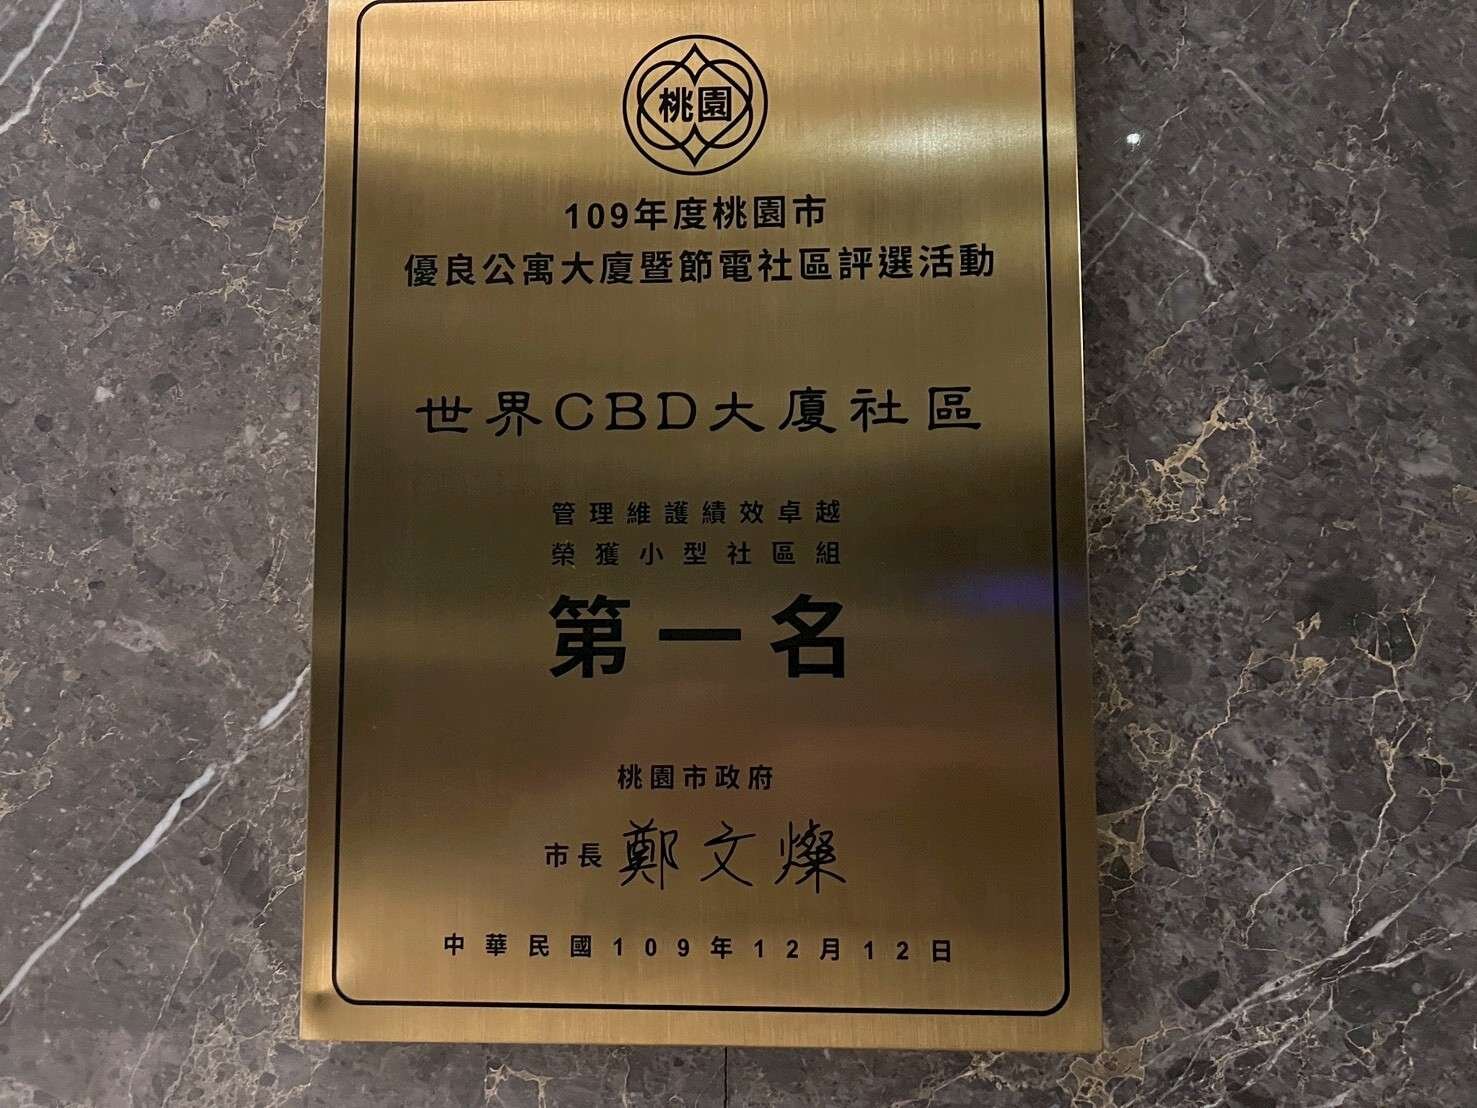 桃園
109年度桃園市
優良公寓大廈暨節電社區評選活動
世界CBD大廈社區
管理維護績效卓越
榮獲小型社區組
第一名
桃園市政府
市長 鄭文燦
中華民國109年12月12日